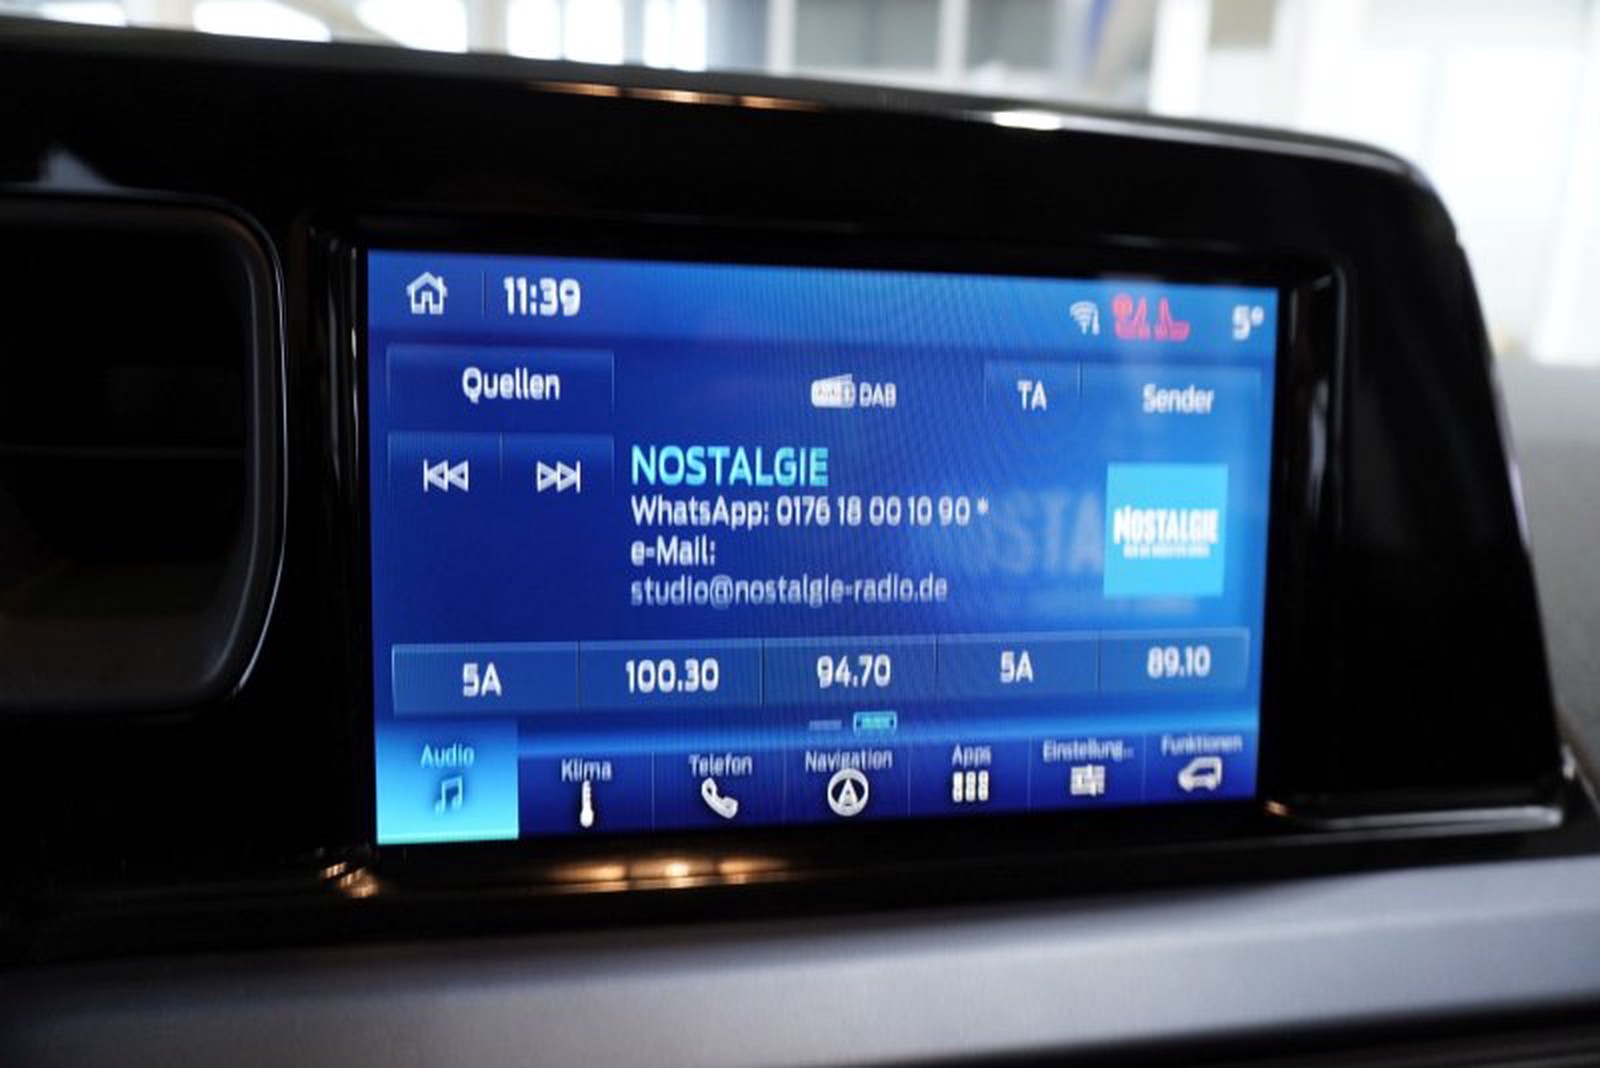 11:39
5°
Quellen
DAB
TA
Sender
NOSTALGIE
WhatsApp: 0176 18 00 10 90 *
e-Mail:
studio@nostalgie-radio.de
NOSTALGIE
5A
100.30
94.70
5A
89.10
Audio
Klima
Telefon
Navigation
Apps
Einstellung..
Funktionen